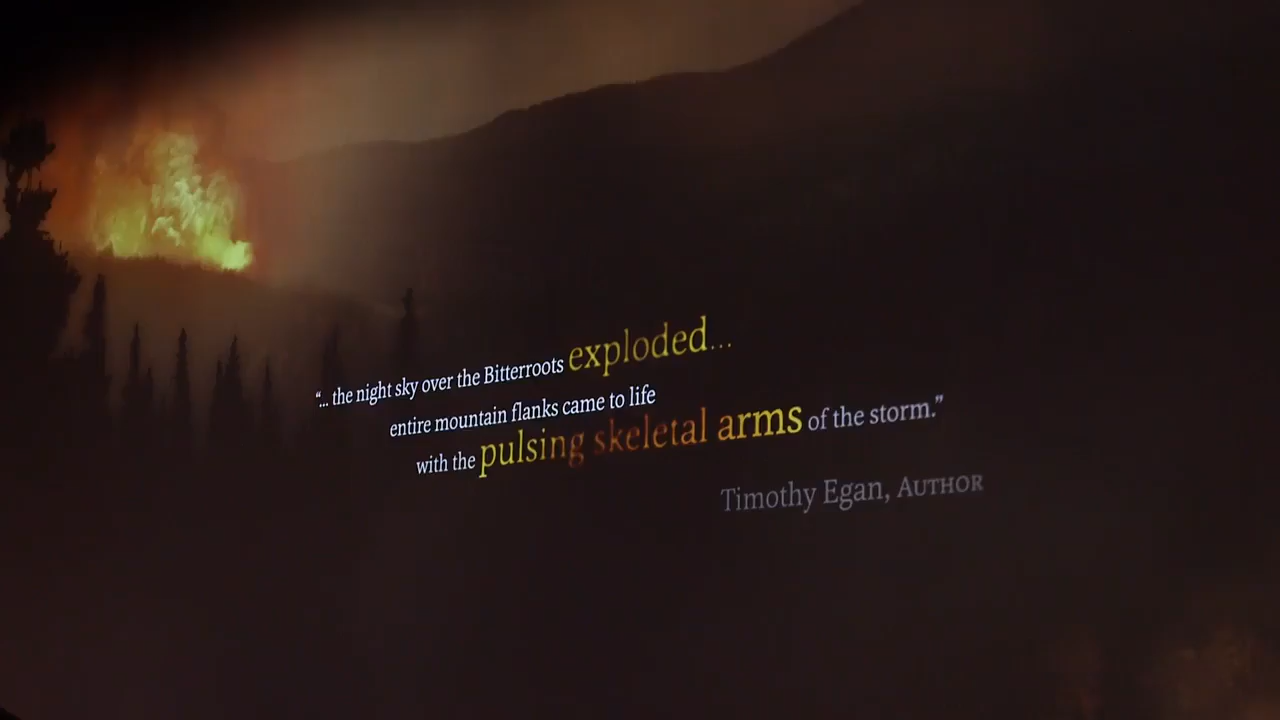 “... the night sky over the Bitterroots exploded...
entire mountain flanks came to life
with the pulsing skeletal arms of the storm.”
Timothy Egan, AUTHOR